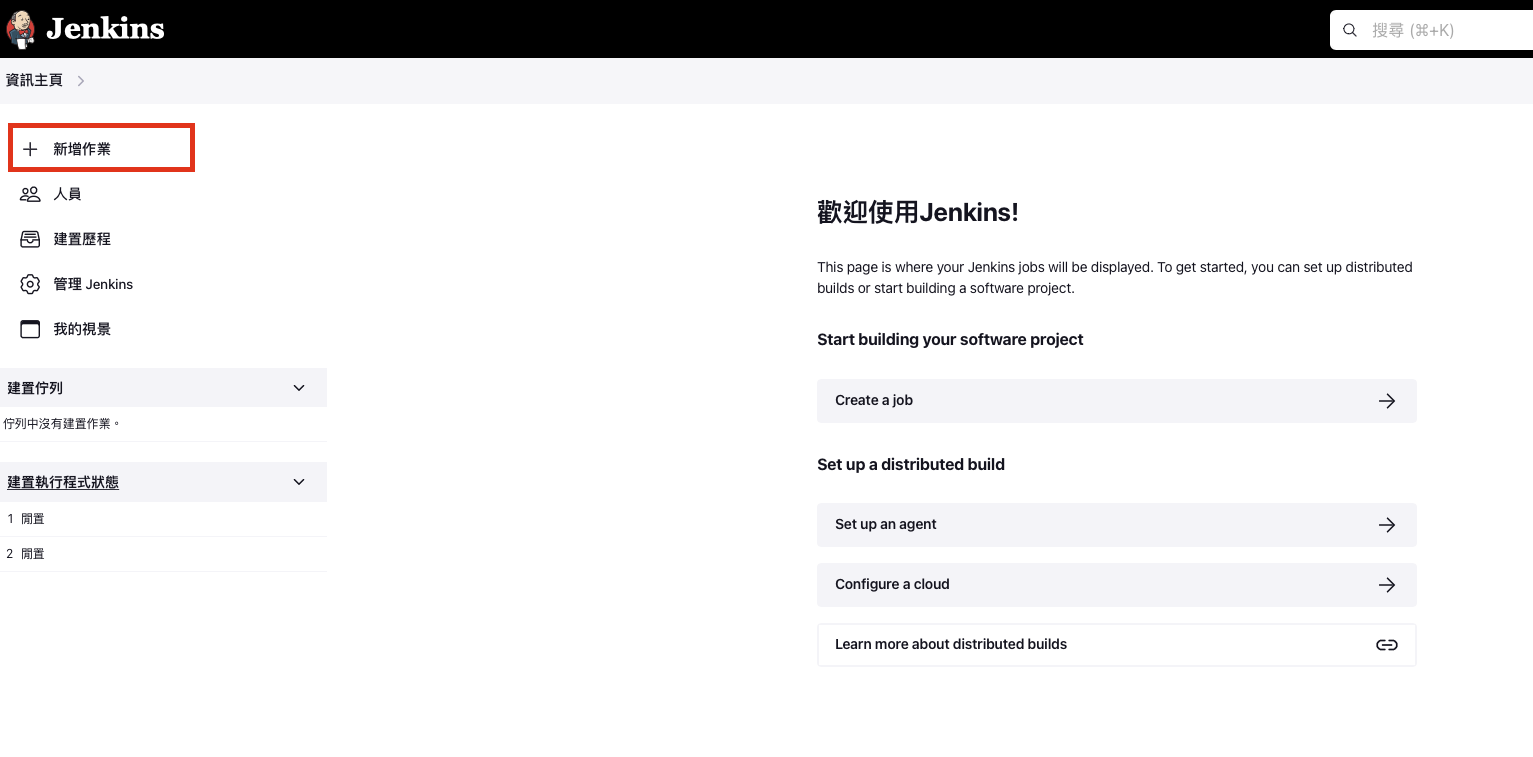 Jenkins
搜尋 (⌘+K)
資訊主頁
新增作業
人員
建置歷程
管理 Jenkins
我的視景
建置佇列
佇列中沒有建置作業。
建置執行程式狀態
1 閒置
2 閒置
歡迎使用Jenkins!
This page is where your Jenkins jobs will be displayed. To get started, you can set up distributed
builds or start building a software project.
Start building your software project
Create a job
Set up a distributed build
Set up an agent
Configure a cloud
Learn more about distributed builds